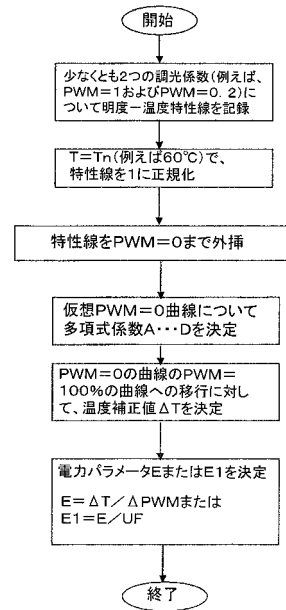 開始
少なくとも2つの調光係数(例えば、
PWM=1およびPWM=0. 2)に
ついて明度ー温度特性線を記録
T=Tn(例えば60℃)で、
特性線を1に正規化
特性線をPWM=0まで外挿
仮想PWM=0曲線について
多項式係数A・・・Dを決定
PWM=0の曲線のPWM=
100%の曲線への移行に対し
て、温度補正値ΔTを決定
電力パラメータEまたはE1を決定
E=ΔT/ΔPWMまたは
E1=E/UF
終了